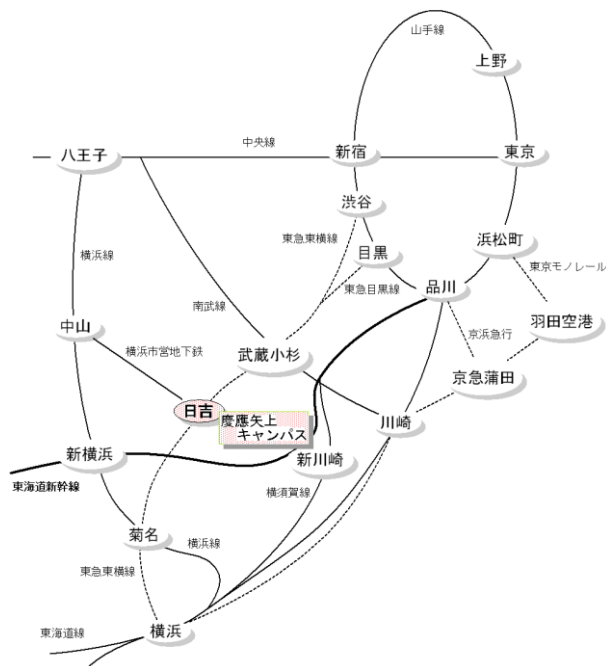 山手線
上野
中央線
八王子
新宿
東京
渋谷
東急東横線
浜松町
目黒
横浜線
東京モノレール
品川
東急目黒線
南武線
羽田空港
中山
京浜急行
横浜市営地下鉄
武蔵小杉
京急蒲田
日吉
慶應矢上
キャンパス
川崎
新横浜
新川崎
東海道新幹線
横須賀線
菊名
横浜線
東急東横線
東海道線
横浜